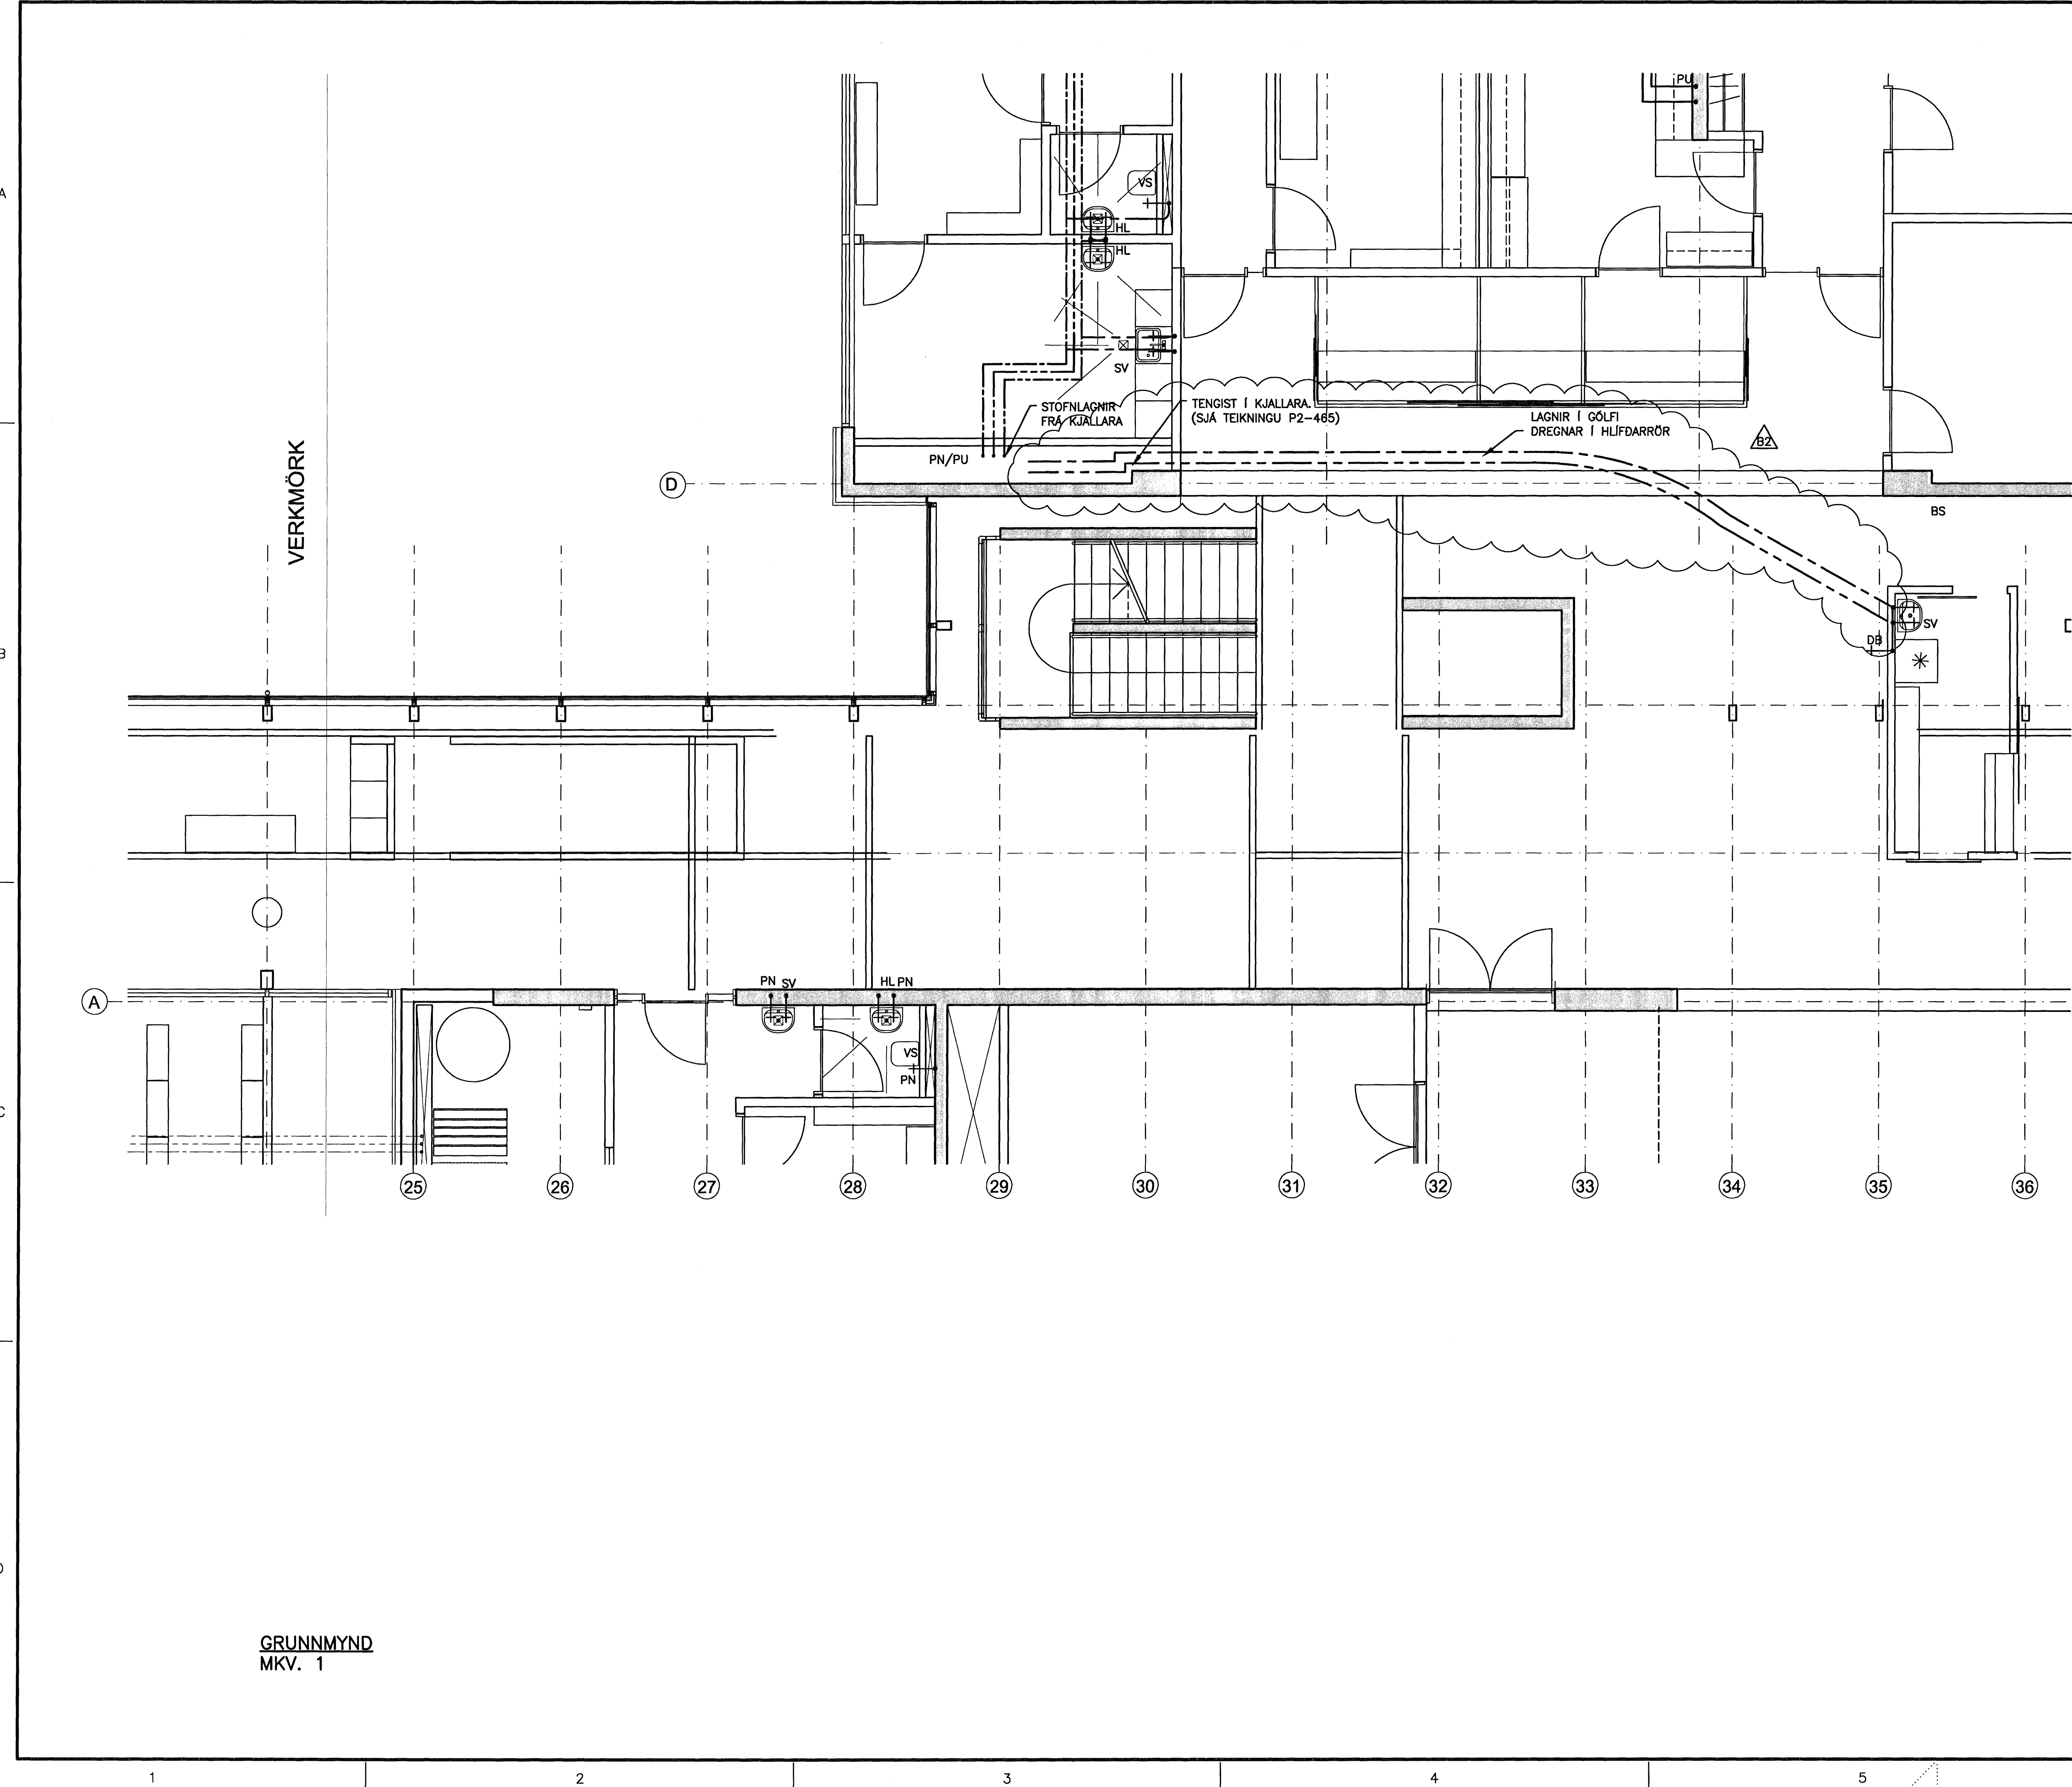 PU
A
VS
HL
HL
SV
STOFNLAGNIR
FRÁ KJALLARA
TENGIST Í KJALLARA.
(SJÁ TEIKNINGU P2-465)
LAGNIR Í GÓLFI
DREGNAR Í HLÍFÐARRÖR
B2
VERKMÖRK
PN/PU
D
BS
SV
DB
B
PN
SV
HL
PN
A
VS
PN
C
25
26
27
28
29
30
31
32
33
34
35
36
D
GRUNNMYND
MKV. 1
1
2
3
4
5